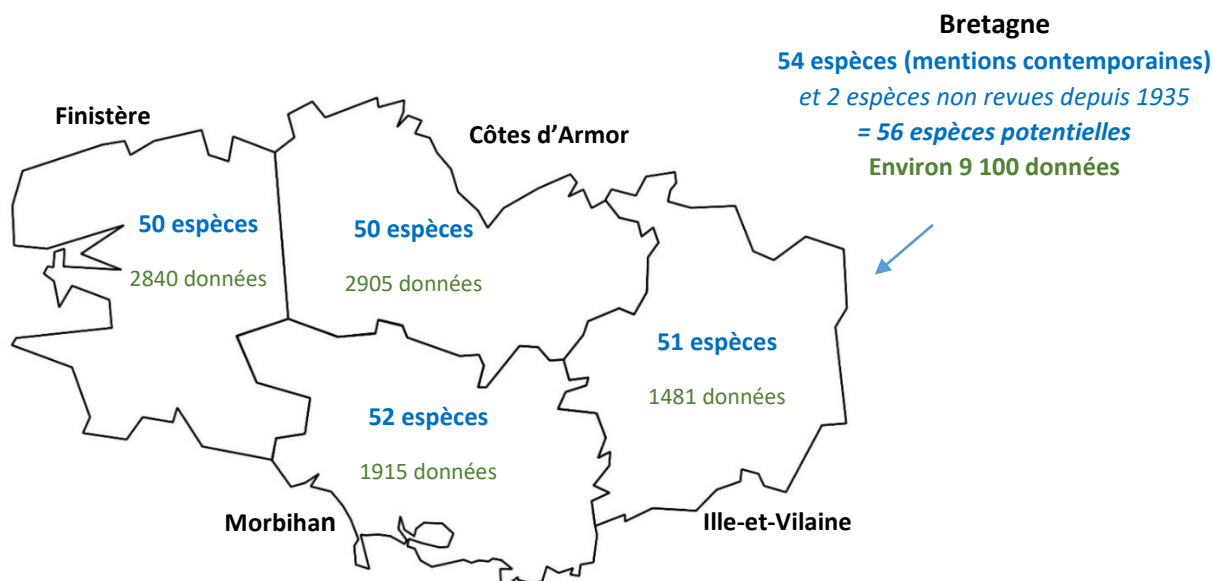 Bretagne
54 espèces (mentions contemporaines)
et 2 espèces non revues depuis 1935
= 56 espèces potentielles
Environ 9 100 données
Finistère
50 espèces
2840 données
Côtes d’Armor
50 espèces
2905 données
51 espèces
1481 données
Ille-et-Vilaine
52 espèces
1915 données
Morbihan